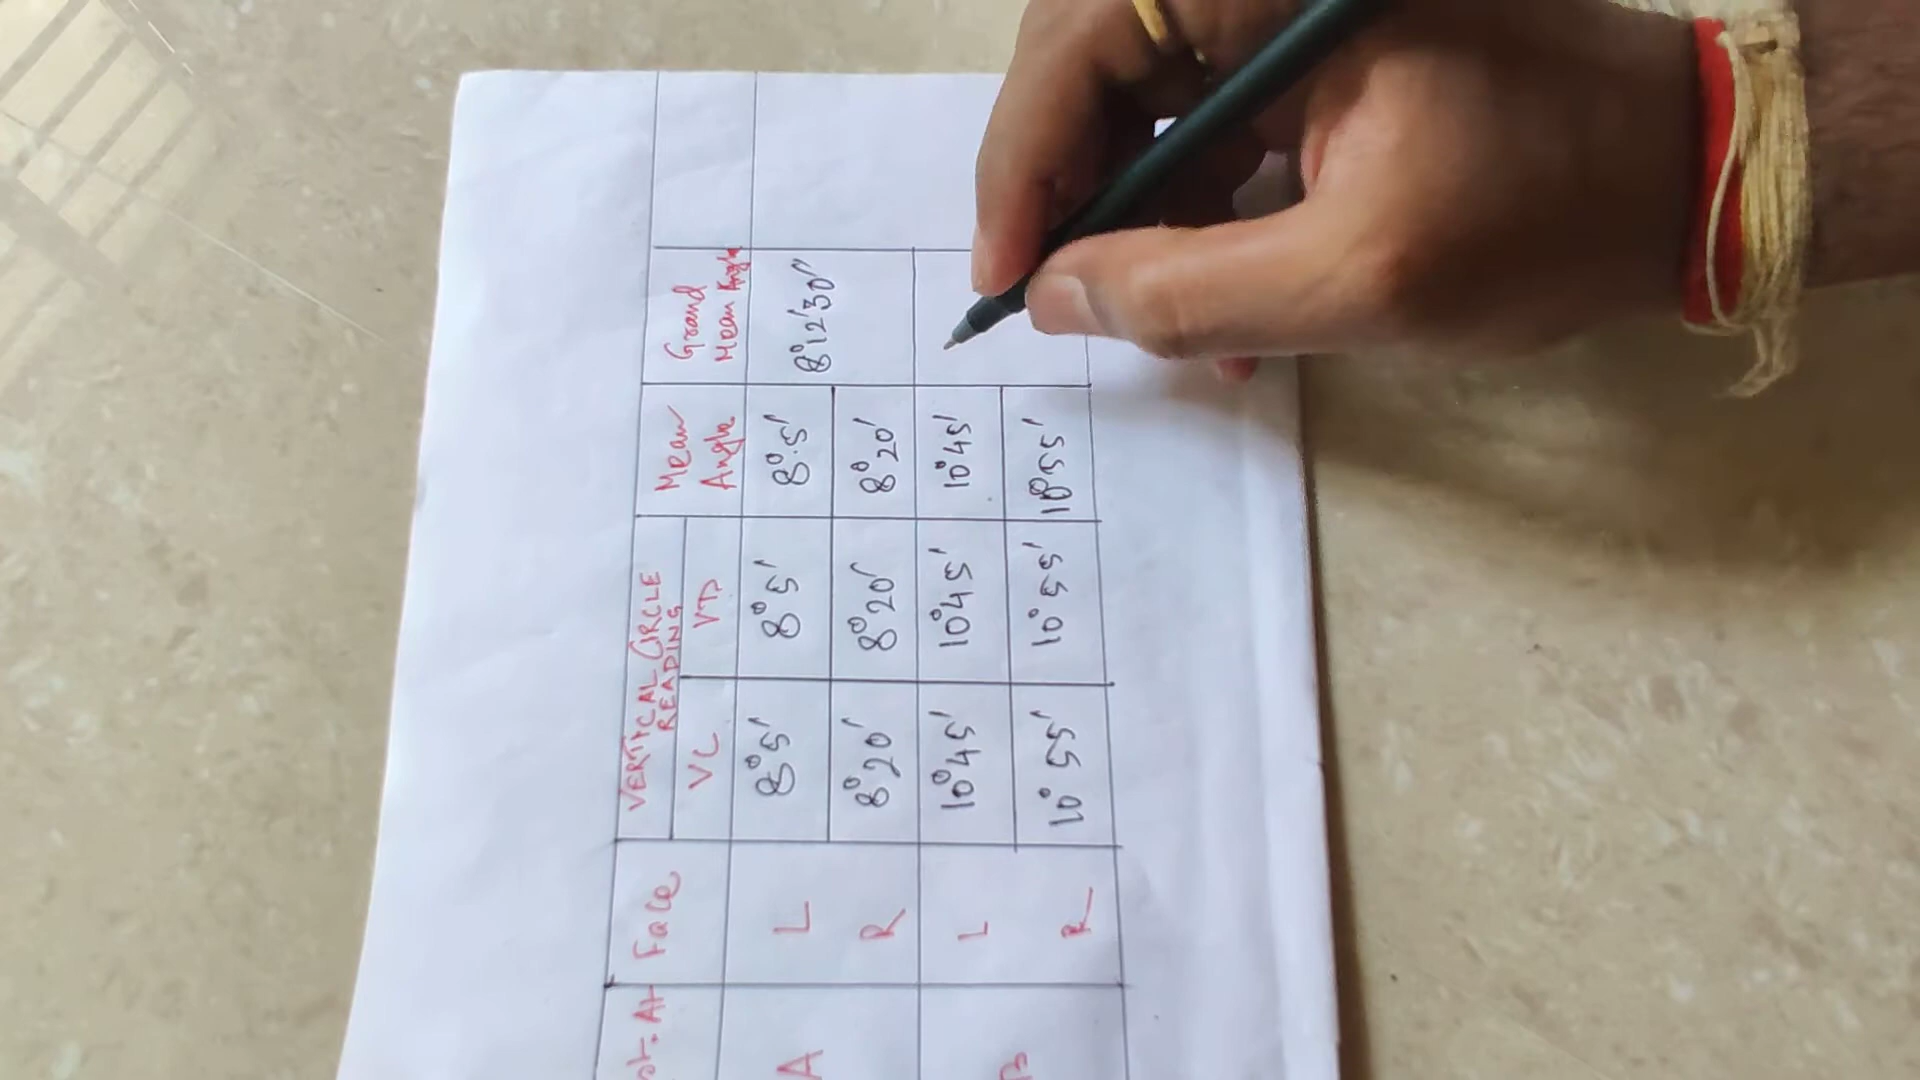 st. At Face VERTICAL CIRCLE READING Mean Angle Grand Mean Angle
VC VD
A L 8°5' 8°5' 8°5' 8°12'30"
R 8°20' 8°20' 8°20'
B L 10°45' 10°45' 10°45'
R 10°55' 10°55' 10°55'